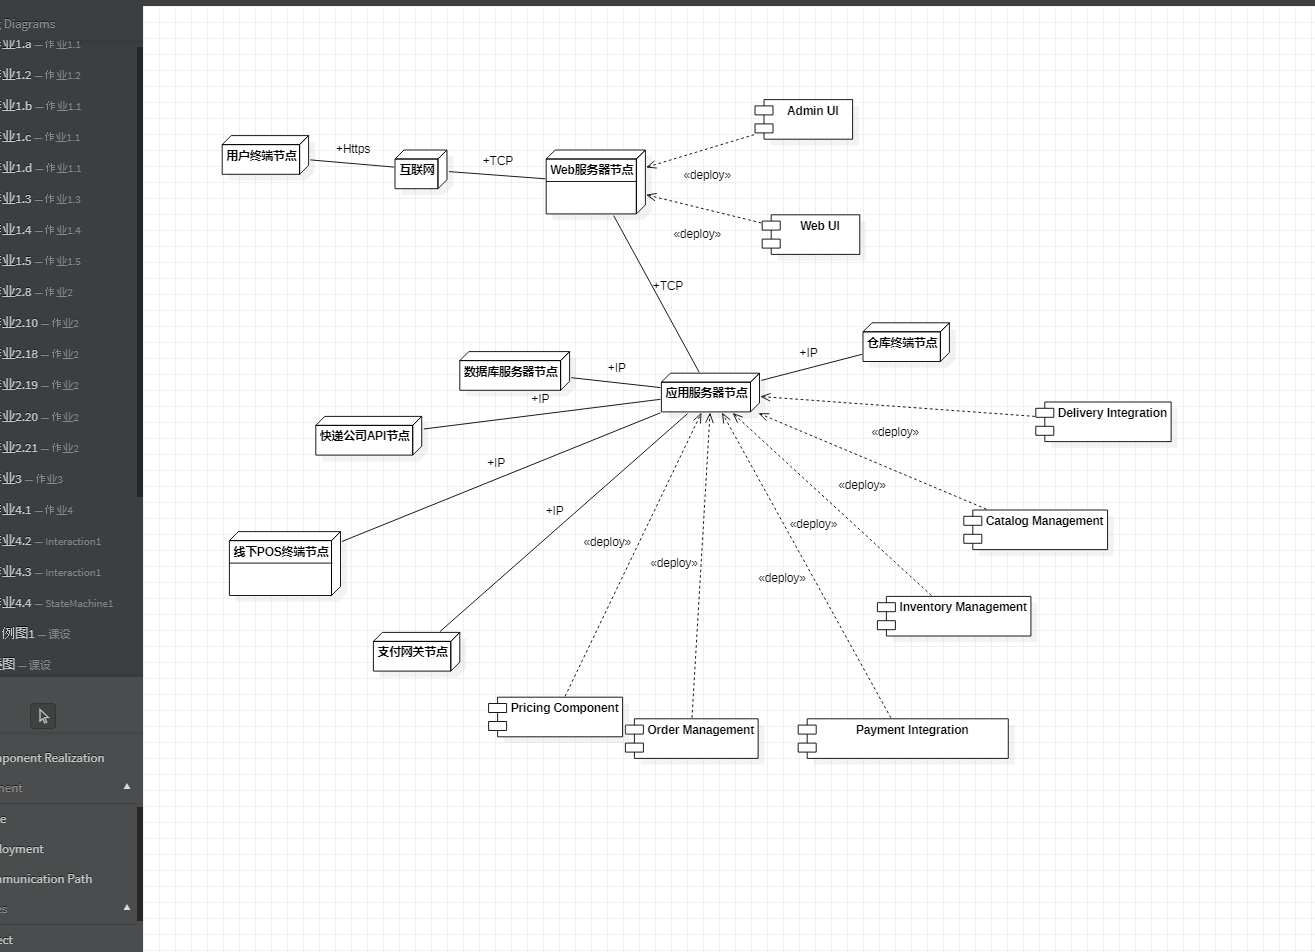 Diagrams
业1.a — 作业1.1
业1.2 — 作业1.2
业1.b — 作业1.1
业1.c — 作业1.1
业1.d — 作业1.1
业1.3 — 作业1.3
业1.4 — 作业1.4
业1.5 — 作业1.5
业2.8 — 作业2
业2.10 — 作业2
业2.18 — 作业2
业2.19 — 作业2
业2.20 — 作业2
业2.21 — 作业2
业3 — 作业3
业4.1 — 作业4
业4.2 — Interaction1
业4.3 — Interaction1
业4.4 — StateMachine1
例图1 — 课设
图 — 课设
ponent Realization
ment
e
loyment
munication Path
es
ect
Admin UI
用户终端节点
+Https
互联网
+TCP
Web服务器节点
«deploy»
Web UI
«deploy»
+TCP
仓库终端节点
+IP
数据库服务器节点
+IP
应用服务器节点
+IP
Delivery Integration
快递公司API节点
«deploy»
+IP
«deploy»
+IP
Catalog Management
«deploy»
«deploy»
线下POS终端节点
«deploy»
«deploy»
Inventory Management
支付网关节点
Pricing Component
Order Management
Payment Integration